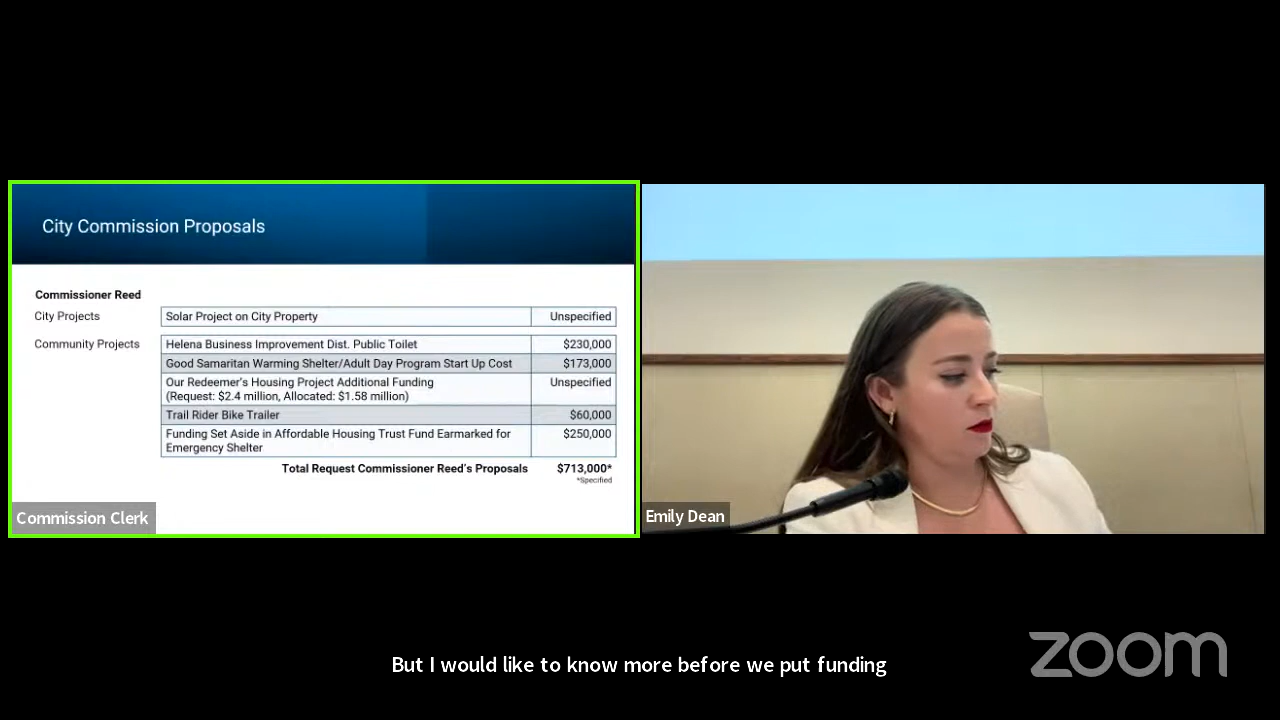 City Commission Proposals
Commissioner Reed
City Projects
Solar Project on City Property
Unspecified
Community Projects
Helena Business Improvement Dist. Public Toilet
$230,000
Good Samaritan Warming Shelter/Adult Day Program Start Up Cost
$173,000
Our Redeemer's Housing Project Additional Funding
(Request: $2.4 million, Allocated: $1.58 million)
Unspecified
Trail Rider Bike Trailer
$60,000
Funding Set Aside in Affordable Housing Trust Fund Earmarked for
Emergency Shelter
$250,000
Total Request Commissioner Reed's Proposals
$713,000*
*Specified
Commission Clerk
Emily Dean
But I would like to know more before we put funding
zoom